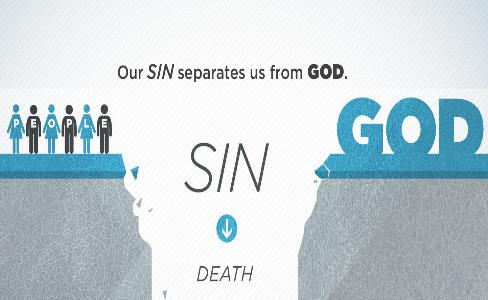 Our SIN separates us from GOD.
PEOPLE
GOD
SIN
DEATH